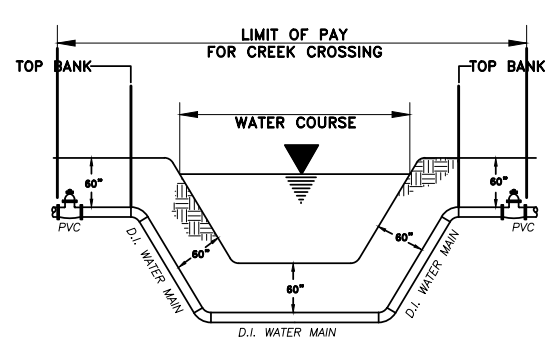 LIMIT OF PAY
FOR CREEK CROSSING
TOP BANK
TOP BANK
WATER COURSE
60"
60"
PVC
PVC
D.I. WATER MAIN
60"
60"
60"
D.I. WATER MAIN
D.I. WATER MAIN